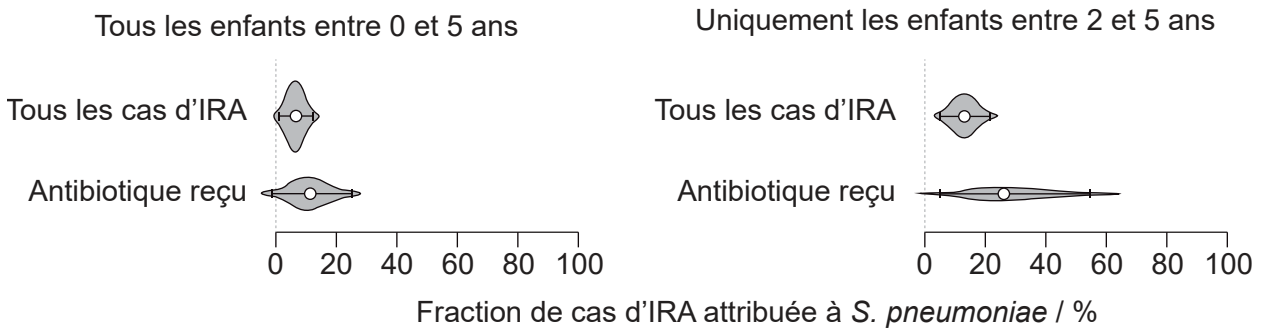 Tous les enfants entre 0 et 5 ans
Tous les cas d'IRA
Antibiotique reçu
0 20 40 60 80 100
Uniquement les enfants entre 2 et 5 ans
Tous les cas d'IRA
Antibiotique reçu
0 20 40 60 80 100
Fraction de cas d'IRA attribuée à S. pneumoniae / %